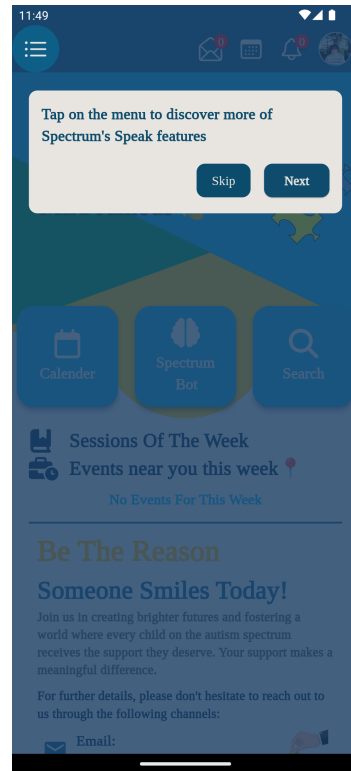 11:49
0
0
Tap on the menu to discover more of
Spectrum's Speak features
Skip
Next
Calender
Spectrum
Bot
Search
Sessions Of The Week
Events near you this week
No Events For This Week
Be The Reason
Someone Smiles Today!
Join us in creating brighter futures and fostering a
world where every child on the autism spectrum
receives the support they deserve. Your support makes a
meaningful difference.
For further details, please don't hesitate to reach out to
us through the following channels:
Email: